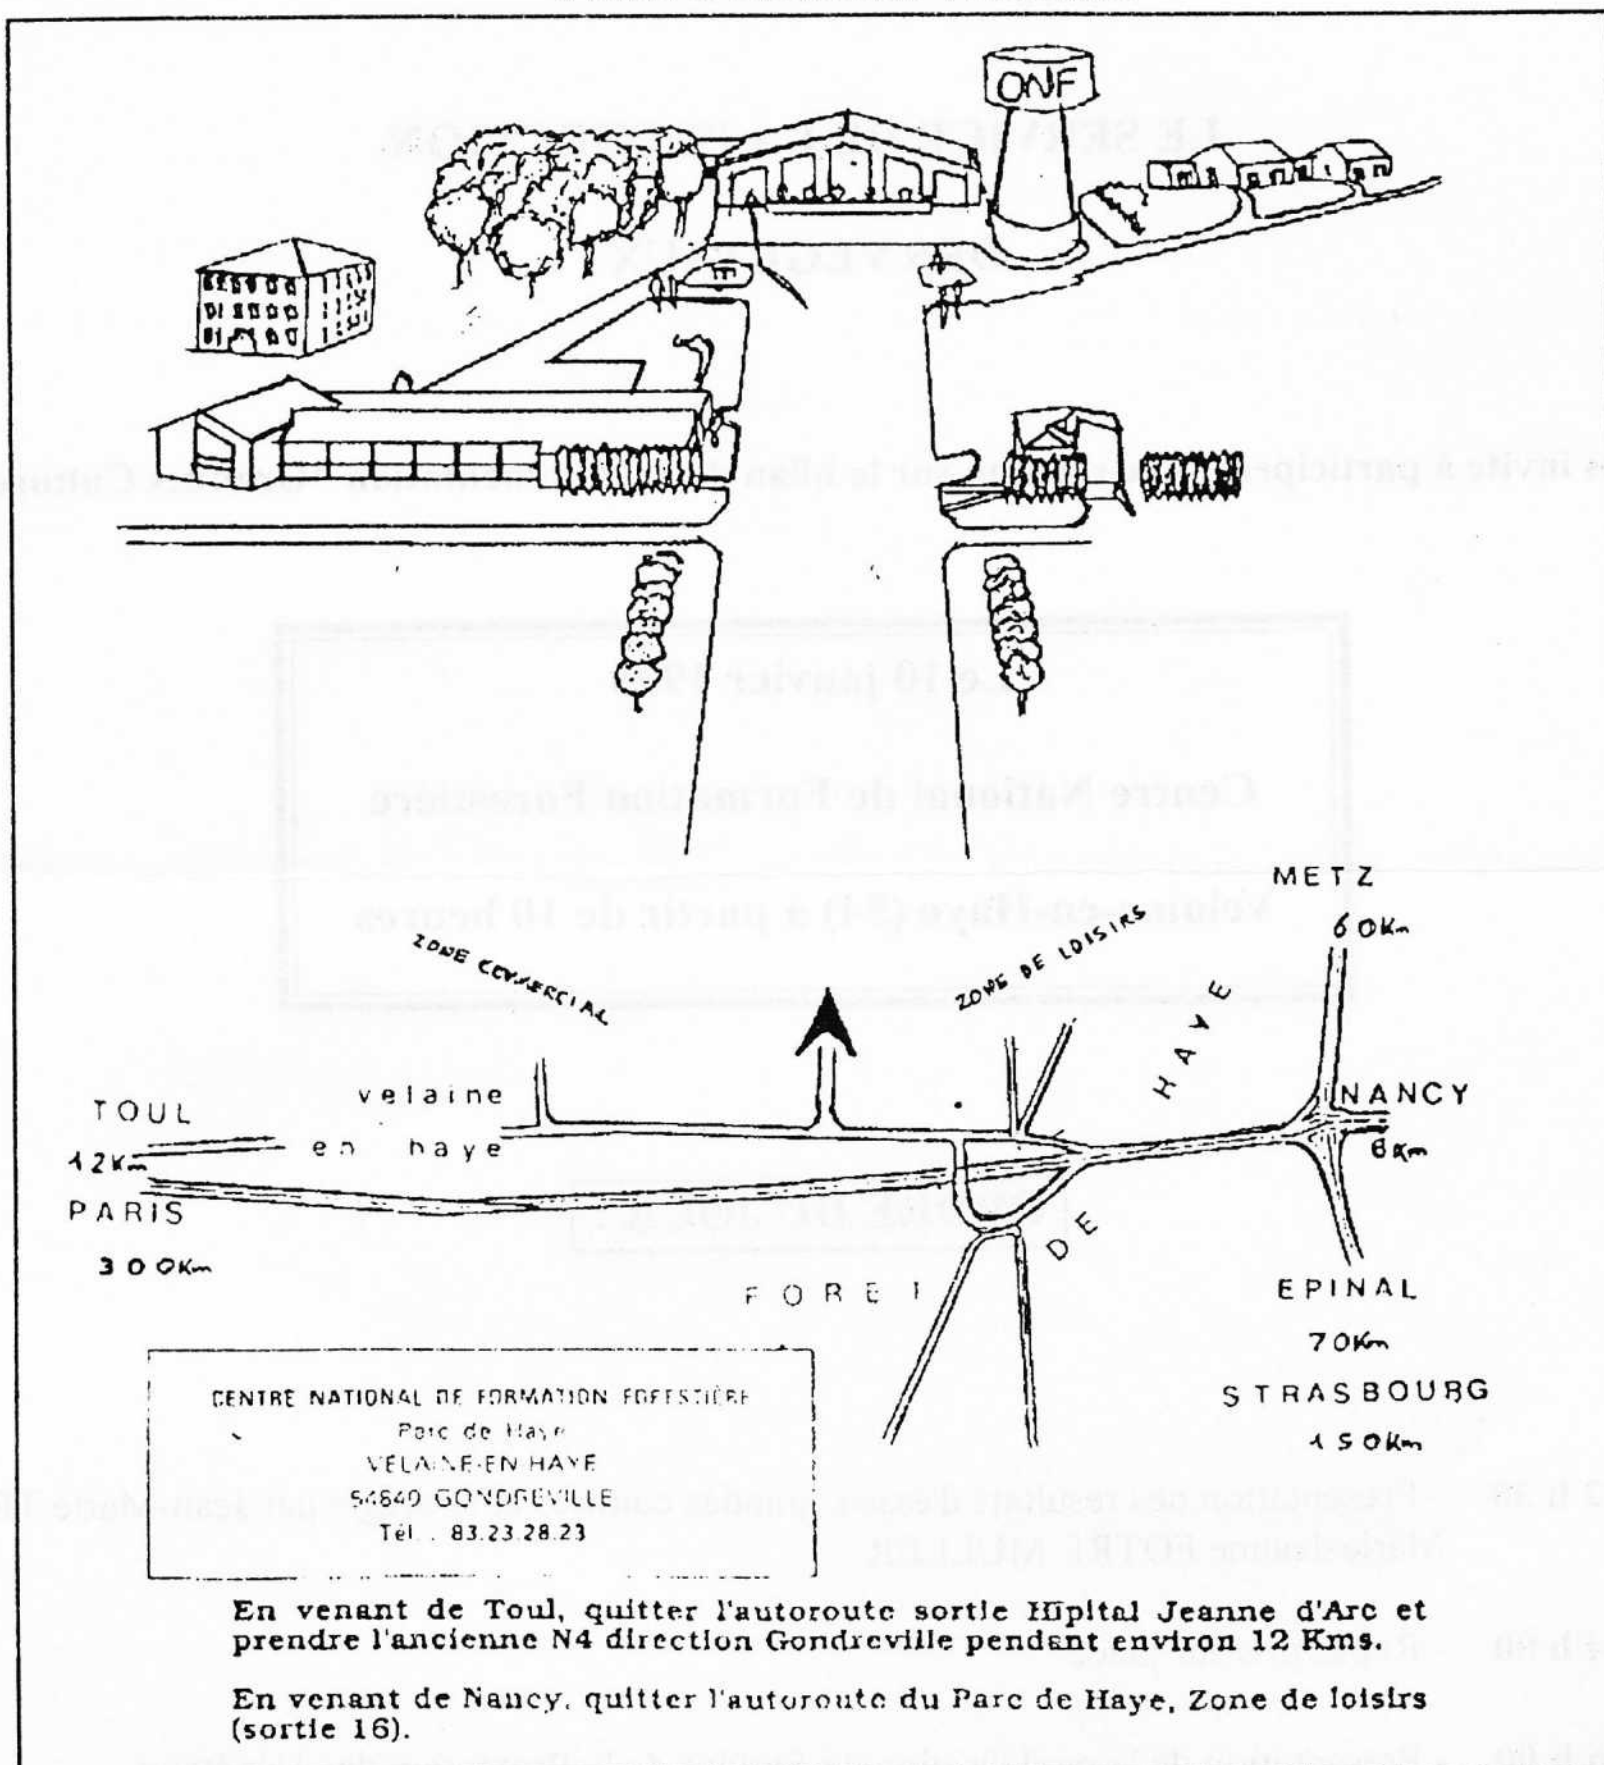 ONF
METZ
60Km
ZONE COMMERCIAL
ZONE DE LOISIRS
HAYE
velaine
en haye
TOUL
12Km
PARIS
300Km
NANCY
8Km
DE
FORET
EPINAL
70Km
STRASBOURG
150Km
CENTRE NATIONAL DE FORMATION FORESTIÈRE
Parc de Haye
VELAINE-EN-HAYE
54840 GONDREVILLE
Tél. : 83.23.28.23
En venant de Toul, quitter l'autoroute sortie Hïpital Jeanne d'Arc et
prendre l'ancienne N4 direction Gondreville pendant environ 12 Kms.
En venant de Nancy, quitter l'autoroute du Parc de Haye, Zone de loisirs
(sortie 16).